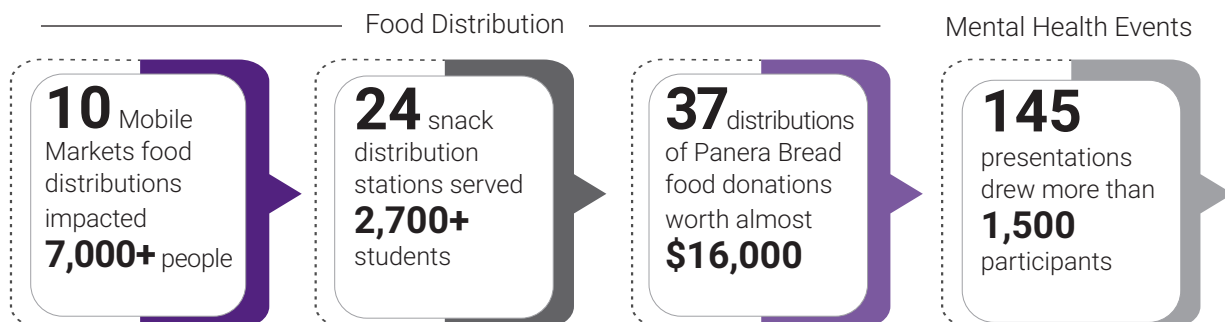 Food Distribution
Mental Health Events
10 Mobile
Markets food
distributions
impacted
7,000+ people
24 snack
distribution
stations served
2,700+
students
37 distributions
of Panera Bread
food donations
worth almost
$16,000
145
presentations
drew more than
1,500
participants